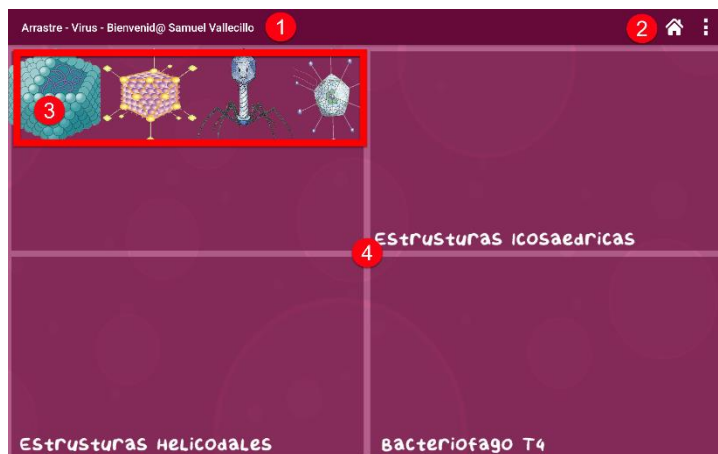 Arrastre - Virus - Bienvenid@ Samuel Vallecillo 1 2
3
Estrusturas Icosaedricas
4
Estrusturas Helicodales
Bacteriofago T4